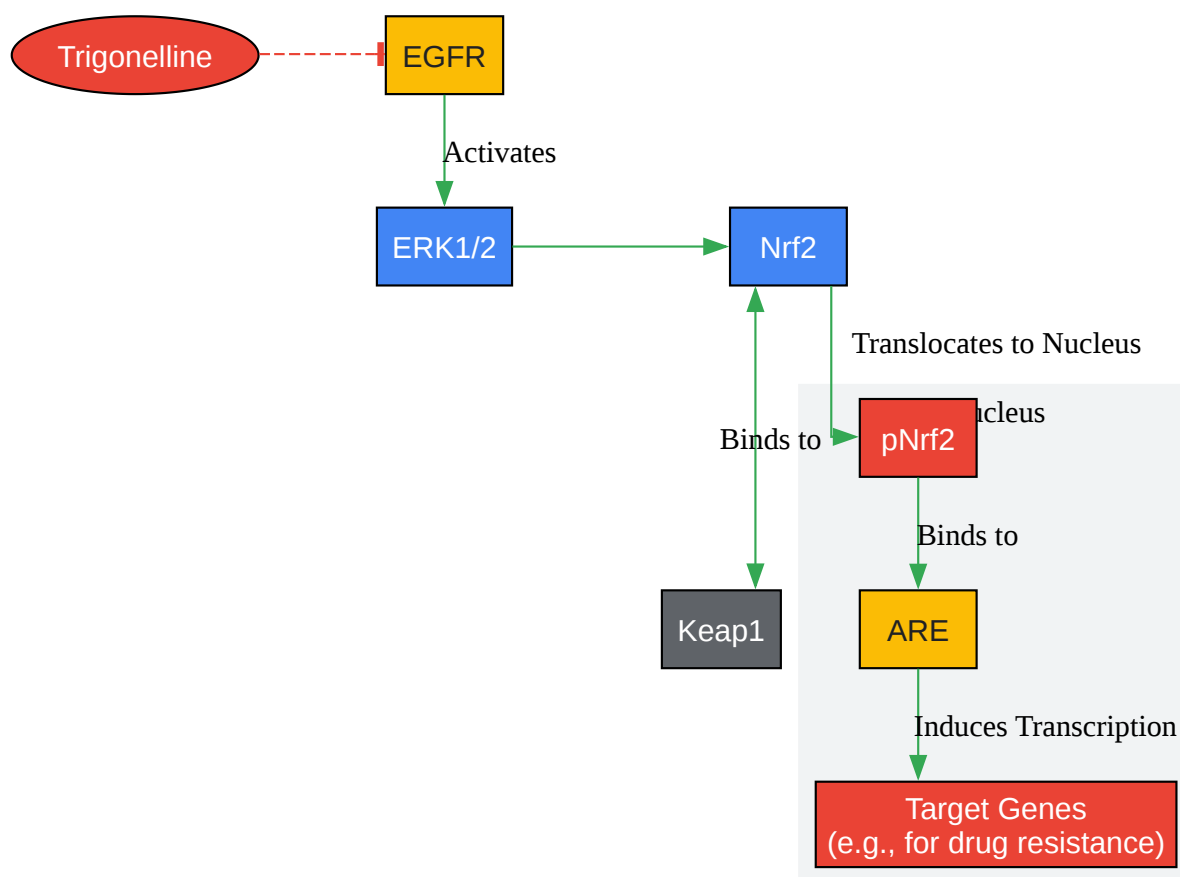 Trigonelline
EGFR
Activates
ERK1/2
Nrf2
Translocates to Nucleus
ucleus
pNrf2
Binds to
Binds to
Keap1
ARE
Induces Transcription
Target Genes
(e.g., for drug resistance)